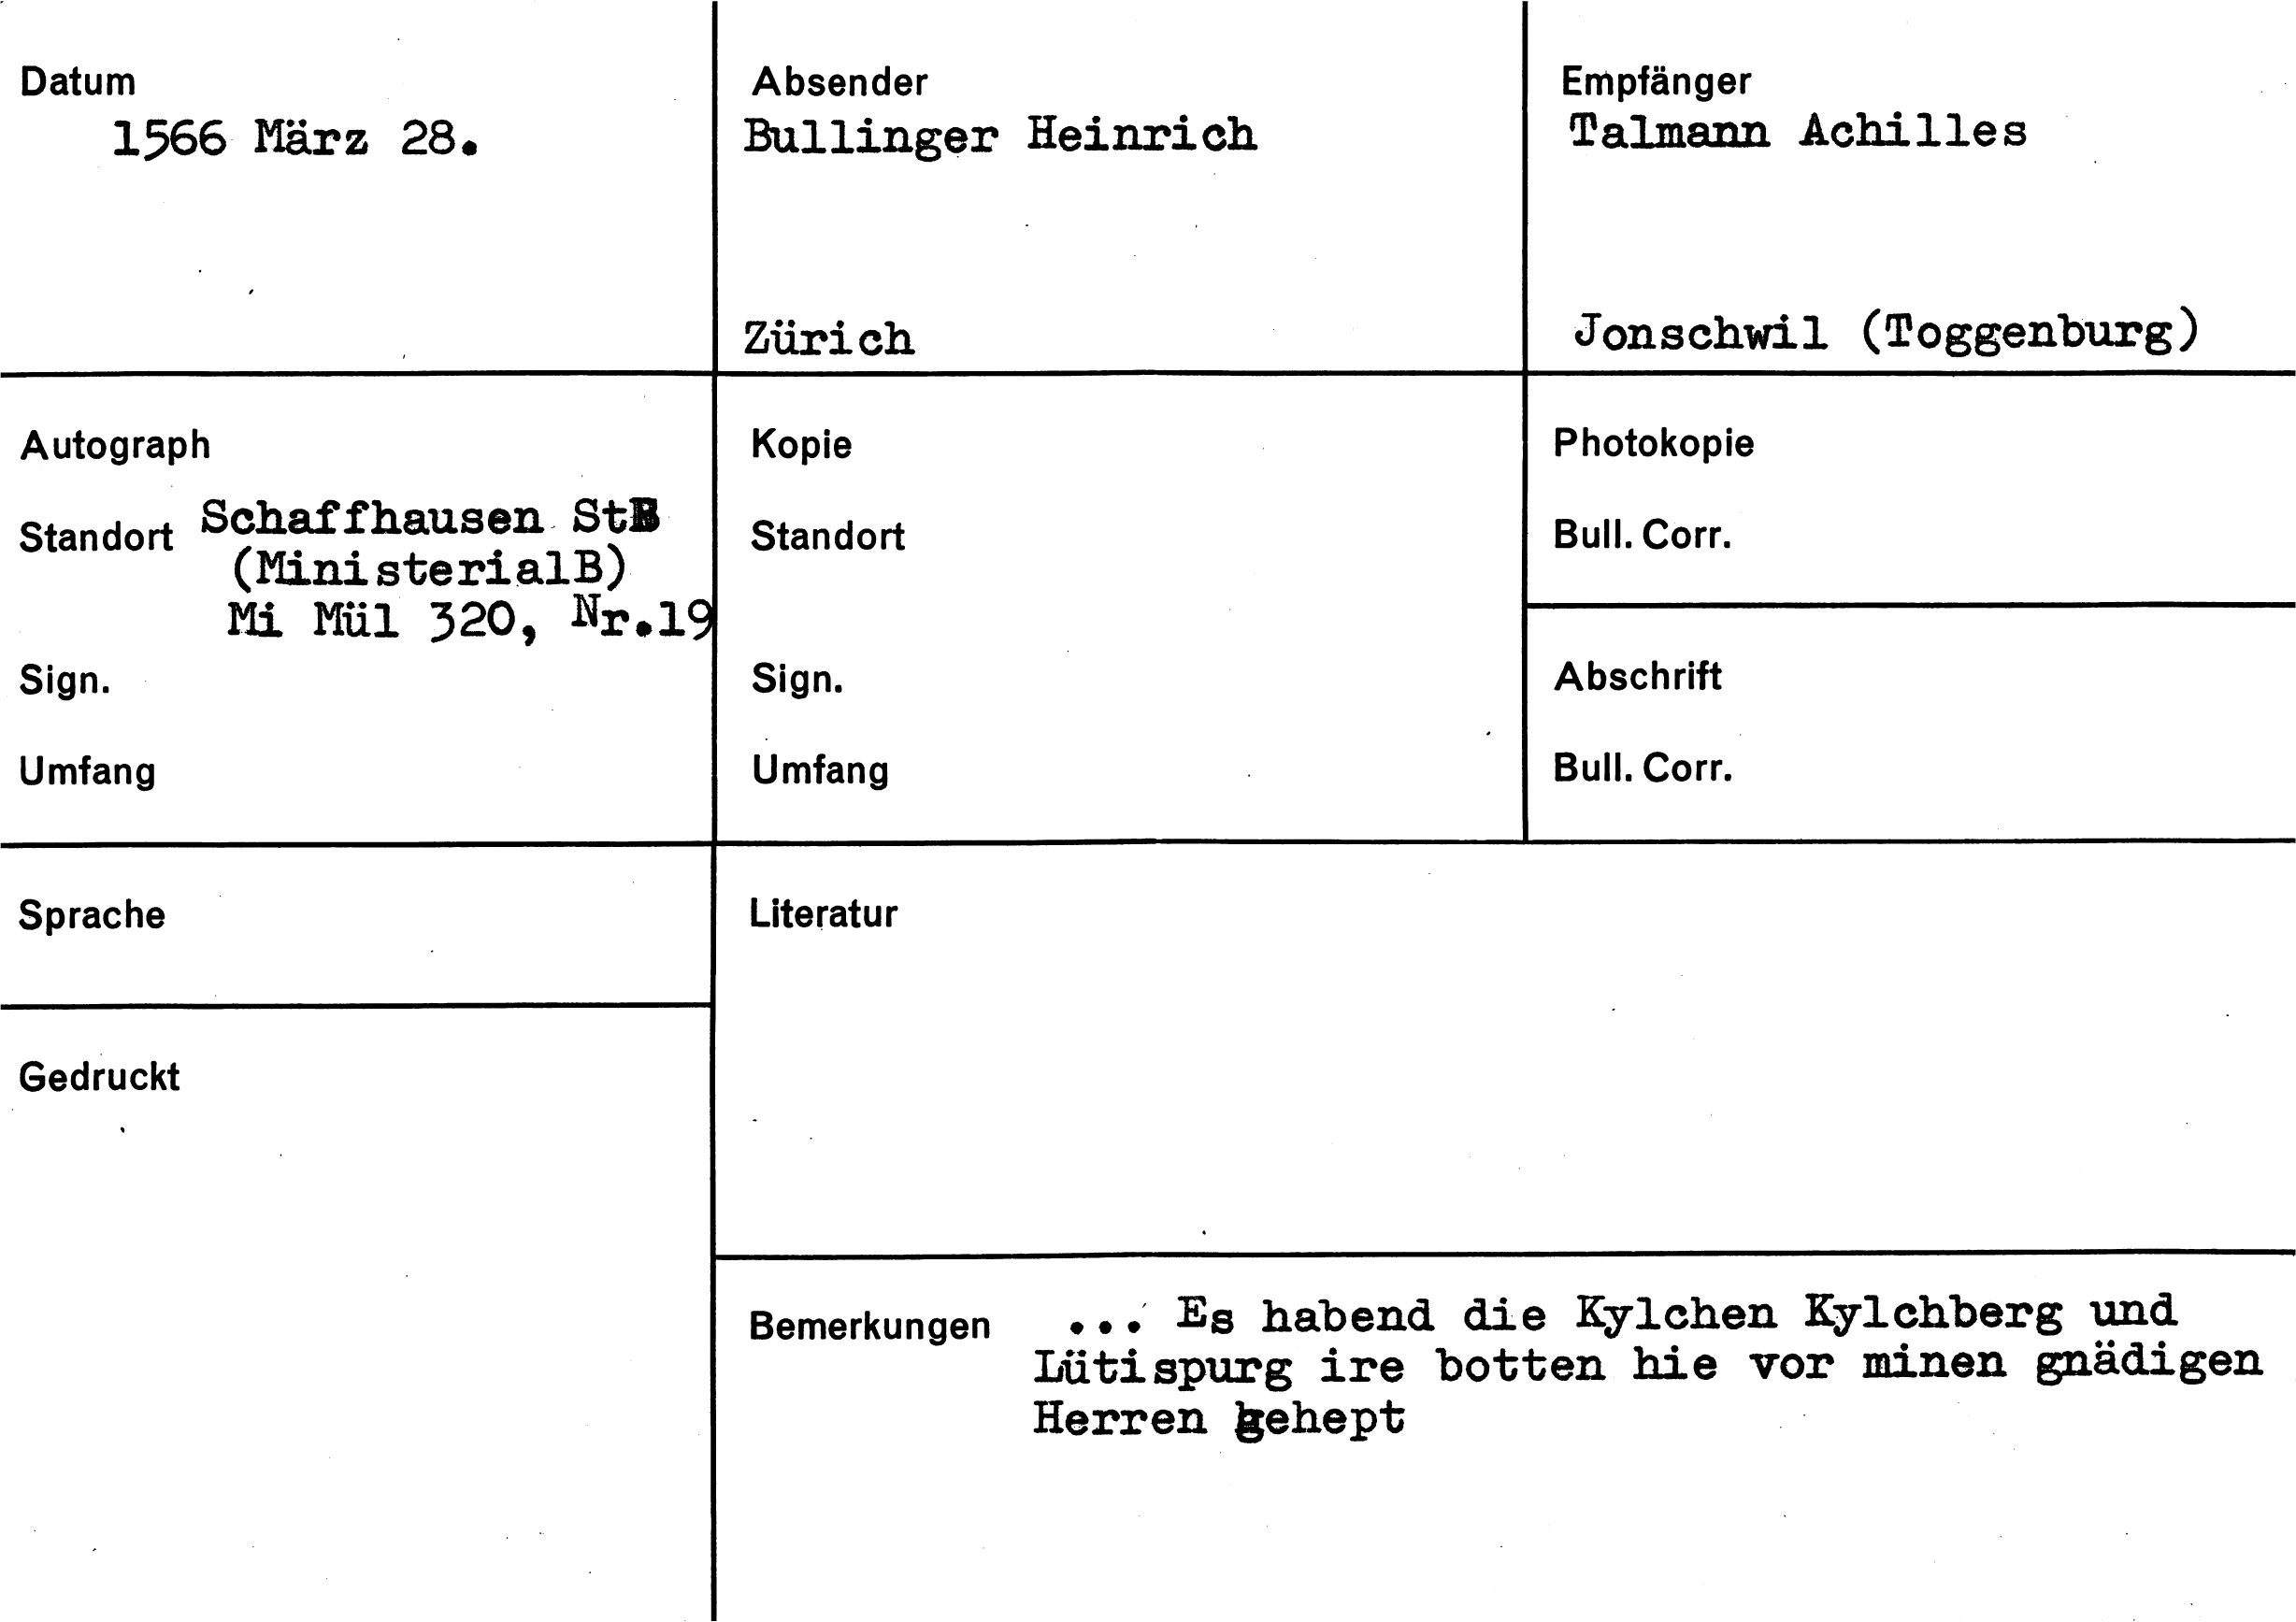 Datum
1566 März 28.
Absender
Bullinger Heinrich
Zürich
Empfänger
Talmann Achilles
Jonschwil (Toggenburg)
Autograph
Standort Schaffhausen StB
(MinisterialB)
Mi Mül 320, Nr.19
Sign.
Umfang
Kopie
Standort
Sign.
Umfang
Photokopie
Bull. Corr.
Abschrift
Bull. Corr.
Sprache
Gedruckt
Literatur
Bemerkungen ... Es habend die Kylchen Kylchberg und
Lütispurg ire botten hie vor minen gnädigen
Herren gehept